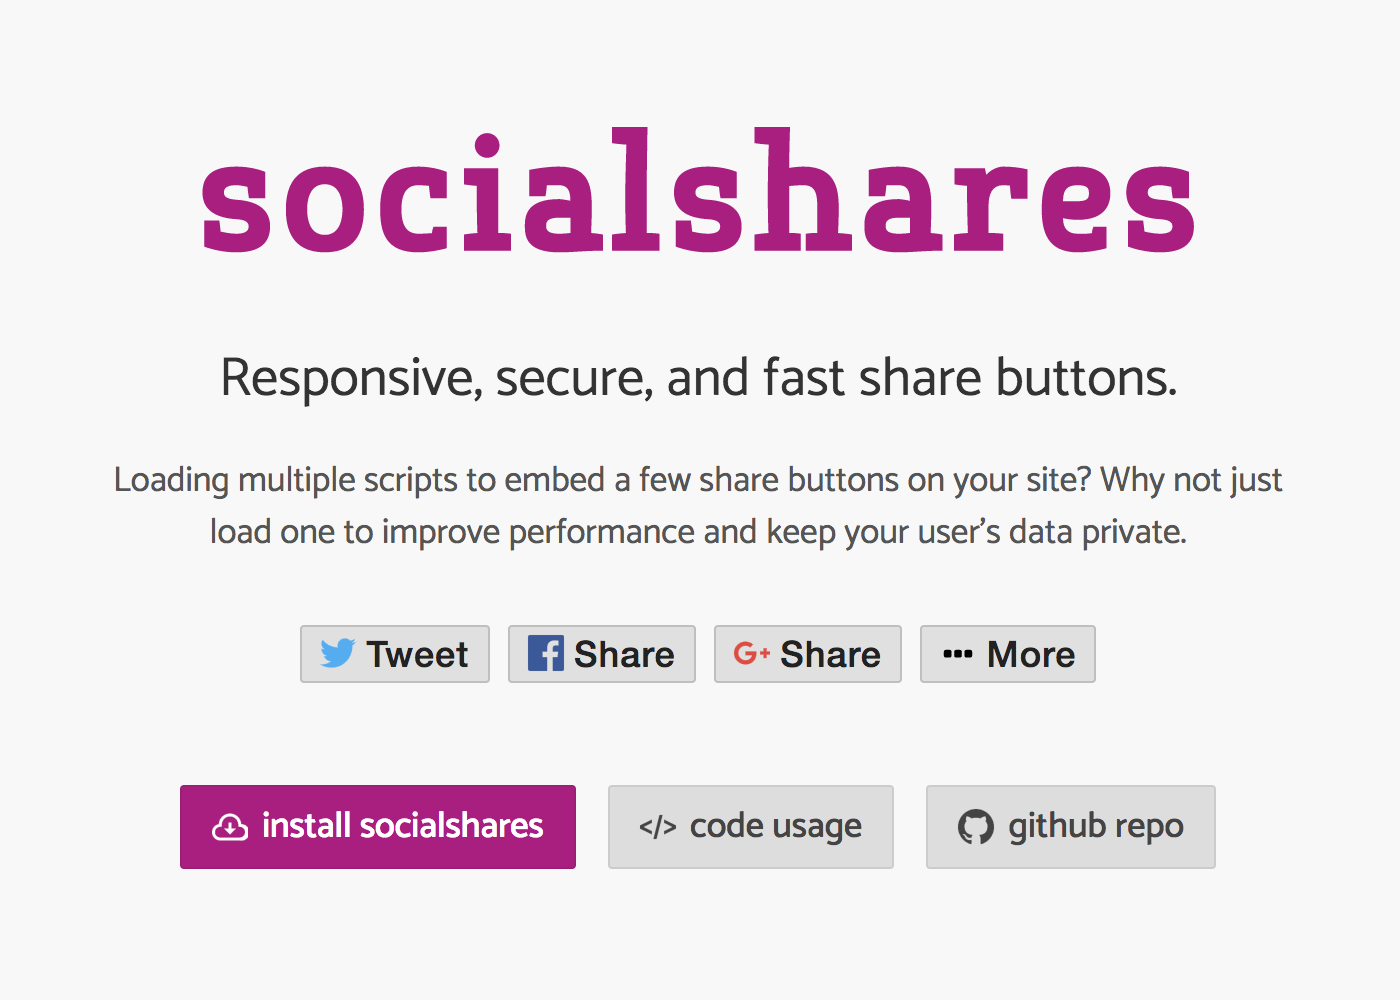 socialshares
Responsive, secure, and fast share buttons.
Loading multiple scripts to embed a few share buttons on your site? Why not just
load one to improve performance and keep your user’s data private.
Tweet Share Share More
install socialshares </> code usage github repo